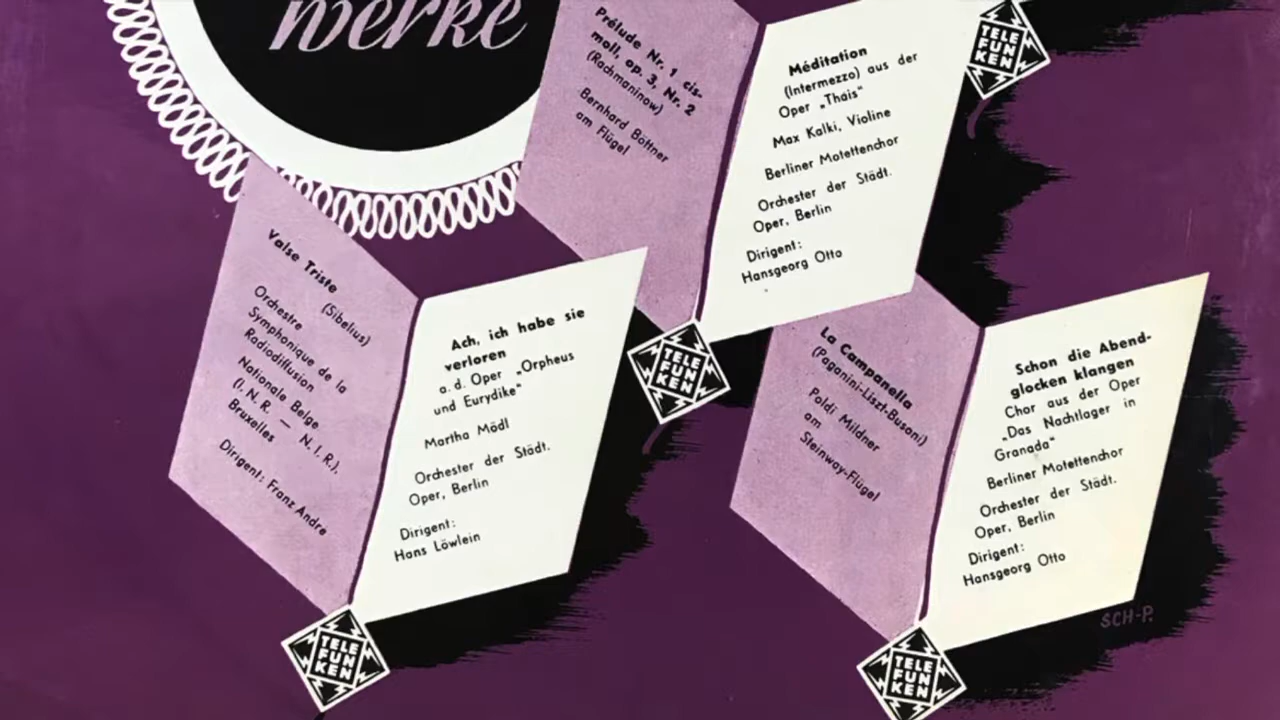 werke
Prélude Nr. 1 cis-
moll, op. 3, Nr. 2
(Rachmaninow)
Bernhard Böttner
am Flügel
Méditation
(Intermezzo) aus der
Oper „Thais“
Max Kalki, Violine
Berliner Motettenchor
Orchester der Städt.
Oper, Berlin
Dirigent:
Hansgeorg Otto
TELE
FUN
KEN
Valse Triste
(Sibelius)
Orchestre
Symphonique de la
Radiodiffusion
Nationale Belge
(I. N. R. — N. I. R.),
Bruxelles
Dirigent: Franz Andre
Ach, ich habe sie
verloren
a. d. Oper „Orpheus
und Eurydike“
Martha Mödl
Orchester der Städt.
Oper, Berlin
Dirigent:
Hans Löwlein
TELE
FUN
KEN
La Campanella
(Paganini-Liszt-Busoni)
Poldi Mildner
am
Steinway-Flügel
Schon die Abend-
glocken klangen
Chor aus der Oper
„Das Nachtlager in
Granada“
Berliner Motettenchor
Orchester der Städt.
Oper, Berlin
Dirigent:
Hansgeorg Otto
SCH-P.
TELE
FUN
KEN
TELE
FUN
KEN